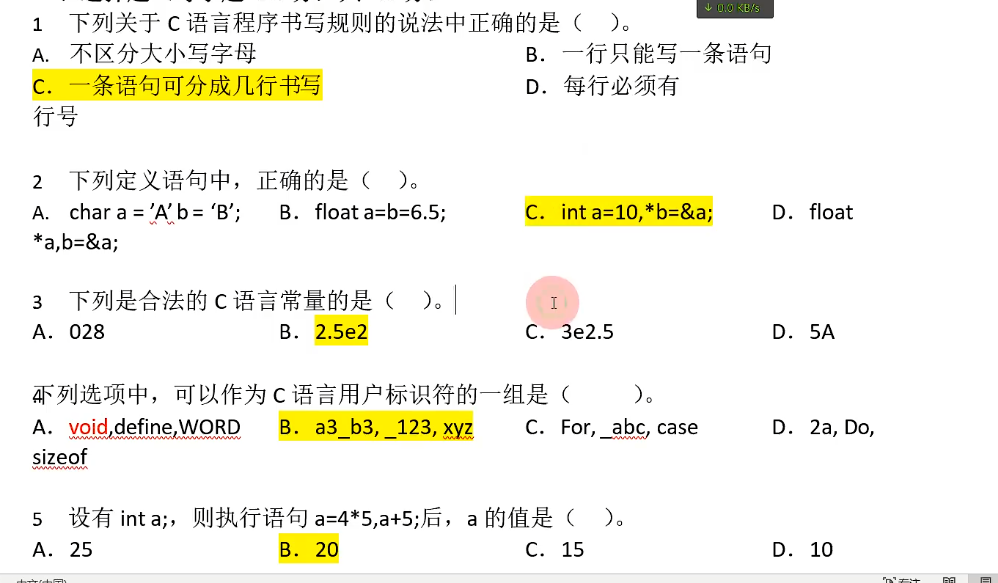 ↓ 0.0 KB/s
1 下列关于 C 语言程序书写规则的说法中正确的是（ ）。
A. 不区分大小写字母 B．一行只能写一条语句
C．一条语句可分成几行书写 D．每行必须有
行号
2 下列定义语句中，正确的是（ ）。
A. char a = ’A’ b = ‘B’; B．float a=b=6.5; C．int a=10,*b=&a; D．float
*a,b=&a;
3 下列是合法的 C 语言常量的是（ ）。
A．028 B．2.5e2 C．3e2.5 D．5A
4 下列选项中，可以作为 C 语言用户标识符的一组是（ ）。
A．void,define,WORD B．a3_b3, _123, xyz C．For, _abc, case D．2a, Do,
sizeof
5 设有 int a;，则执行语句 a=4*5,a+5;后，a 的值是（ ）。
A．25 B．20 C．15 D．10